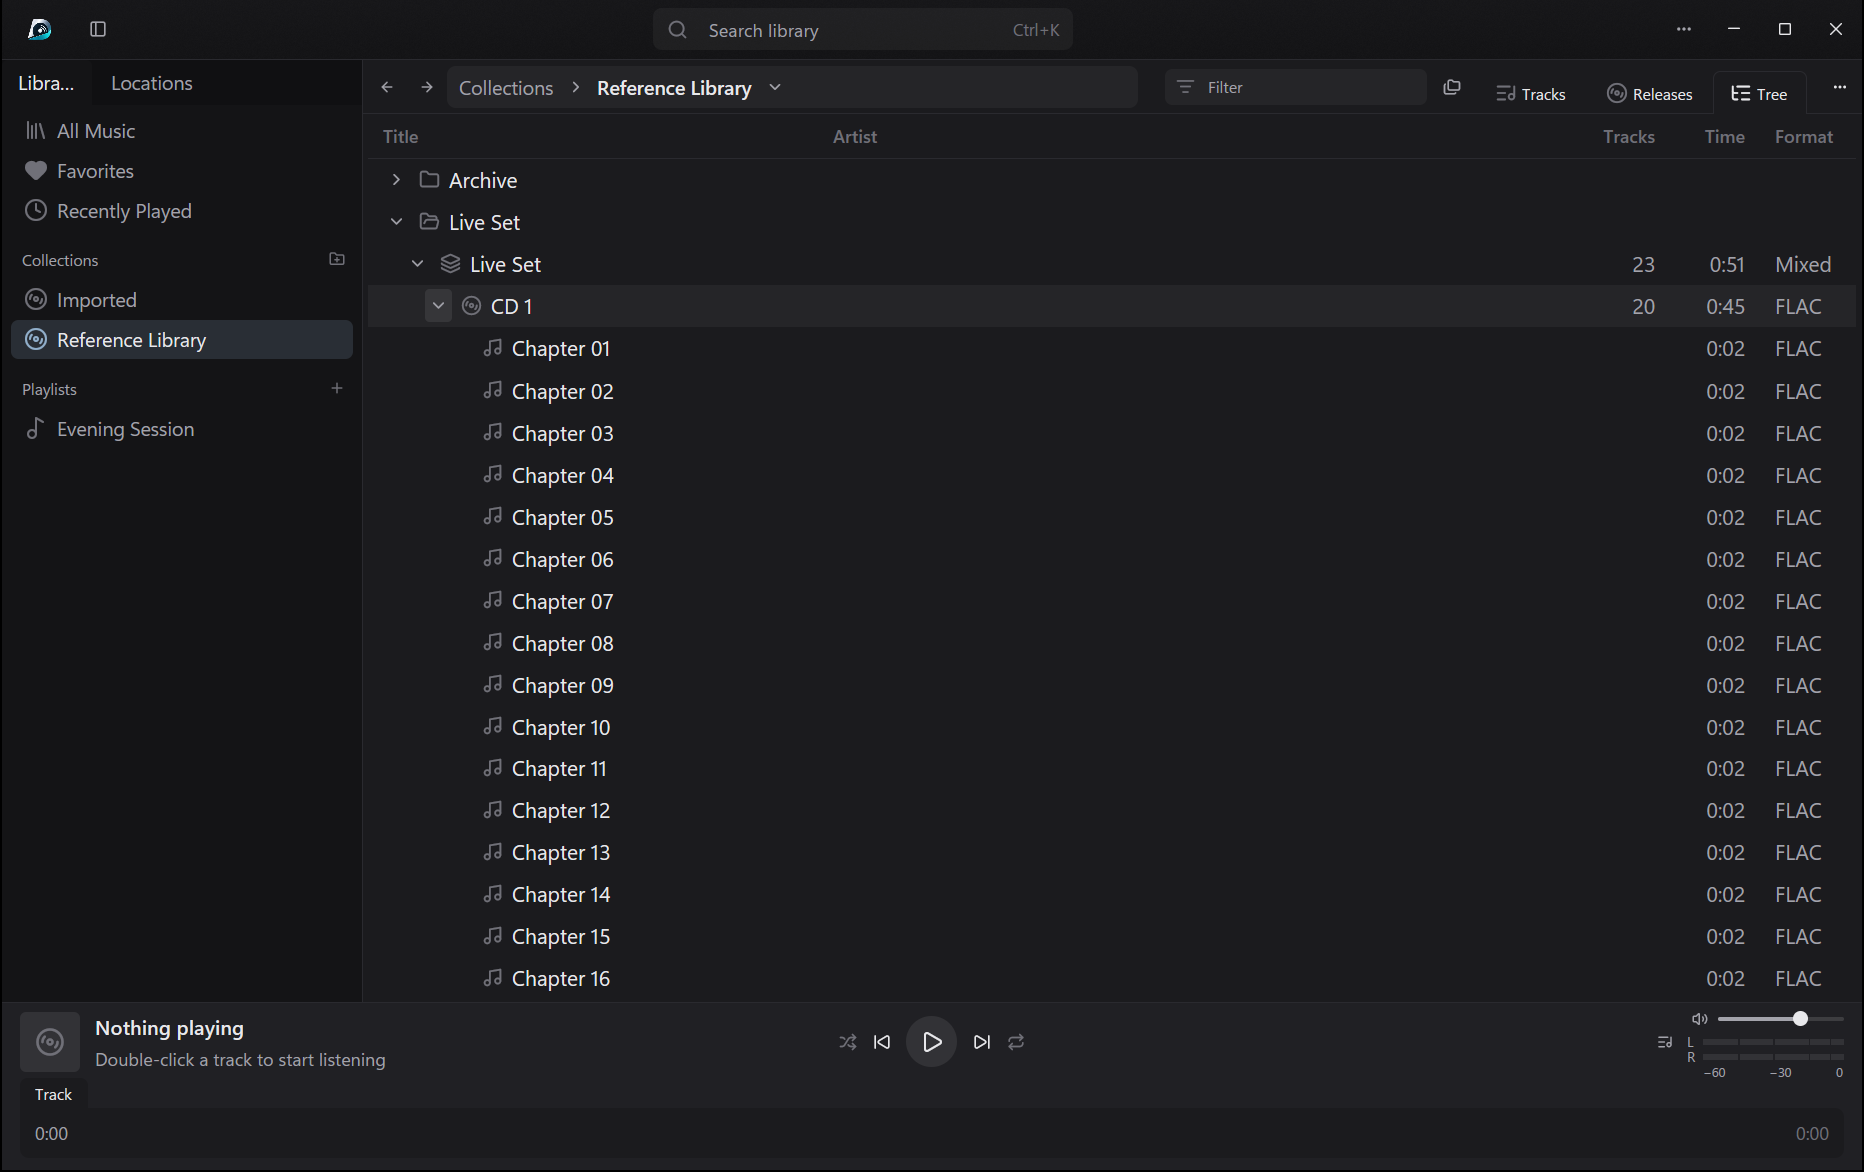 Search library Ctrl+K
Libra... Locations
Collections Reference Library Filter Tracks Releases Tree
All Music
Favorites
Recently Played
Collections
Imported
Reference Library
Playlists
Evening Session
Title Artist Tracks Time Format
Archive
Live Set
Live Set 23 0:51 Mixed
CD 1 20 0:45 FLAC
Chapter 01 0:02 FLAC
Chapter 02 0:02 FLAC
Chapter 03 0:02 FLAC
Chapter 04 0:02 FLAC
Chapter 05 0:02 FLAC
Chapter 06 0:02 FLAC
Chapter 07 0:02 FLAC
Chapter 08 0:02 FLAC
Chapter 09 0:02 FLAC
Chapter 10 0:02 FLAC
Chapter 11 0:02 FLAC
Chapter 12 0:02 FLAC
Chapter 13 0:02 FLAC
Chapter 14 0:02 FLAC
Chapter 15 0:02 FLAC
Chapter 16 0:02 FLAC
Nothing playing
Double-click a track to start listening
L
R
-60 -30 0
Track
0:00 0:00